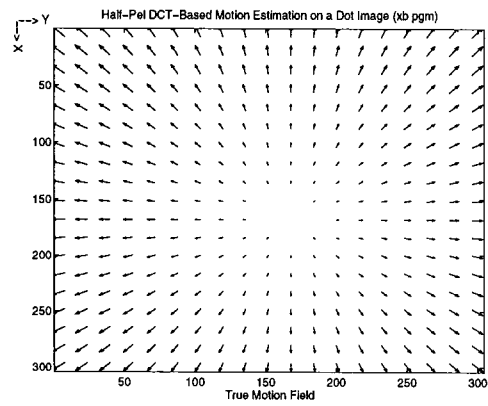 Half-Pel DCT-Based Motion Estimation on a Dot Image (xb pgm)
--> Y
X <--
50
100
150
200
250
300
50 100 150 200 250 300
True Motion Field